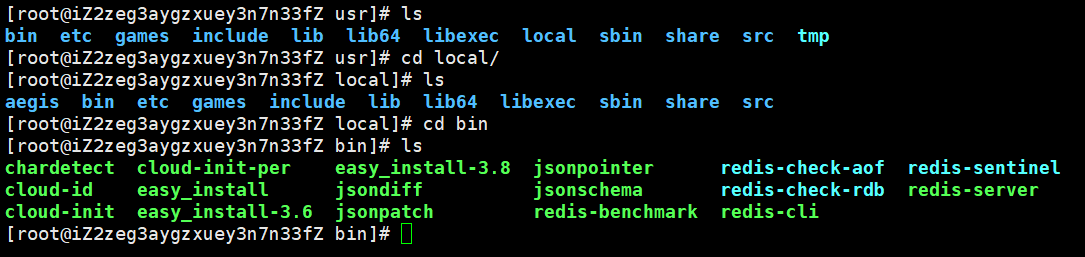 [root@iZ2zeg3aygzxuey3n7n33fZ usr]# ls
bin etc games include lib lib64 libexec local sbin share src tmp
[root@iZ2zeg3aygzxuey3n7n33fZ usr]# cd local/
[root@iZ2zeg3aygzxuey3n7n33fZ local]# ls
aegis bin etc games include lib lib64 libexec sbin share src
[root@iZ2zeg3aygzxuey3n7n33fZ local]# cd bin
[root@iZ2zeg3aygzxuey3n7n33fZ bin]# ls
chardetect cloud-init-per easy_install-3.8 jsonpointer redis-check-aof redis-sentinel
cloud-id easy_install jsondiff jsonschema redis-check-rdb redis-server
cloud-init easy_install-3.6 jsonpatch redis-benchmark redis-cli
[root@iZ2zeg3aygzxuey3n7n33fZ bin]#